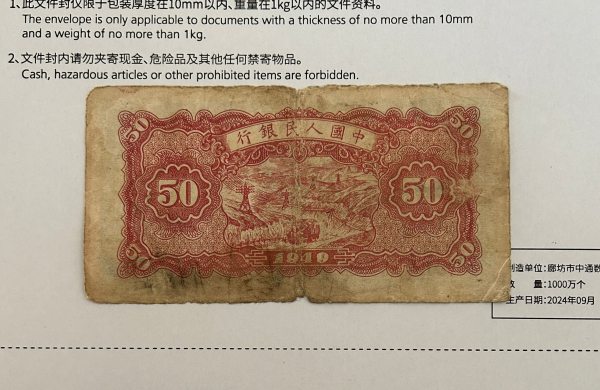 1、此文件封仅限于包装厚度在10mm以内、重量在1kg以内的文件资料。
The envelope is only applicable to documents with a thickness of no more than 10mm
and a weight of no more than 1kg.
2、文件封内请勿夹寄现金、危险品及其他任何禁寄物品。
Cash, hazardous articles or other prohibited items are forbidden.
50 50
行銀民人國中
50 50
1949
50 50
制造单位:廊坊市中通数
量:1000万个
生产日期:2024年09月